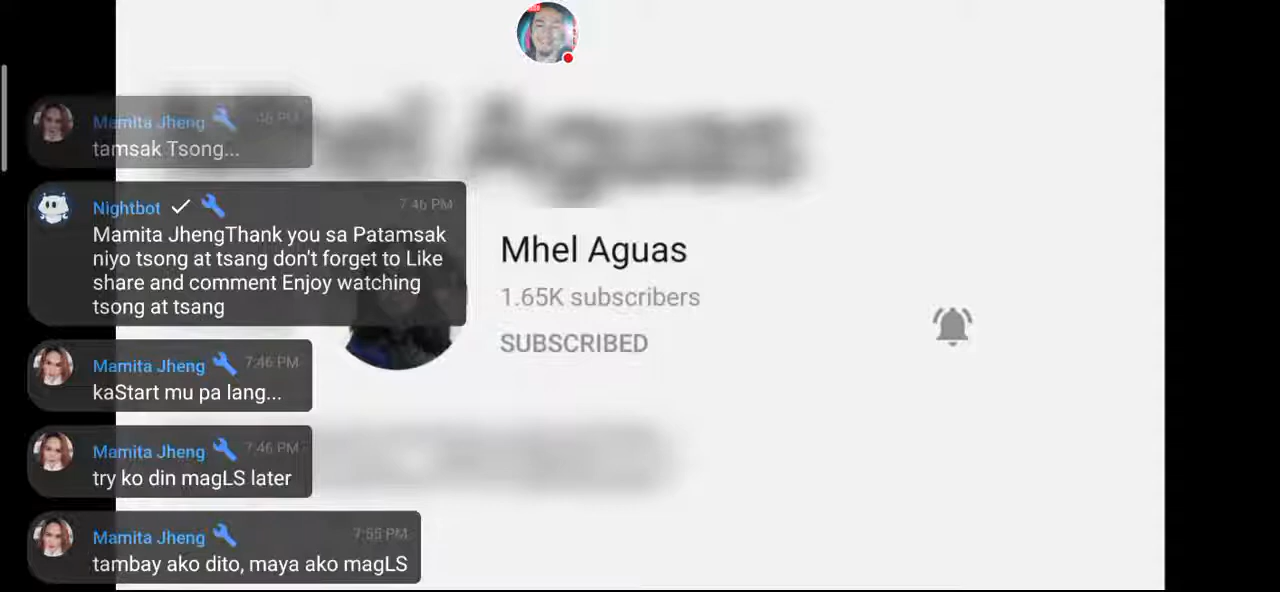 Mamita Jheng 46 PM
tamsak Tsong...
Nightbot 7:46 PM
Mamita JhengThank you sa Patamsak
niyo tsong at tsang don't forget to Like
share and comment Enjoy watching
tsong at tsang
Mamita Jheng 7:46 PM
kaStart mu pa lang...
Mamita Jheng 7:46 PM
try ko din magLS later
Mamita Jheng 7:55 PM
tambay ako dito, maya ako magLS
Aguas
Mhel Aguas
1.65K subscribers
SUBSCRIBED